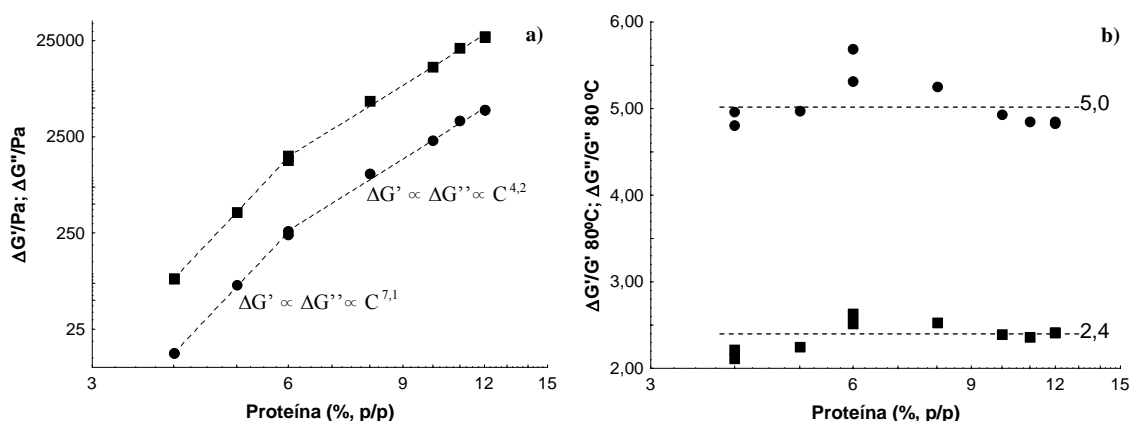 a)
25000
2500
250
25
ΔG'/Pa; ΔG''/Pa
ΔG' ∝ ΔG’’∝ C4,2
ΔG' ∝ ΔG’’∝ C7,1
3 6 9 12 15
Proteína (%, p/p)
b)
6,00
5,00
4,00
3,00
2,00
ΔG'/G' 80ºC; ΔG''/G'' 80 ºC
5,0
2,4
3 6 9 12 15
Proteína (%, p/p)